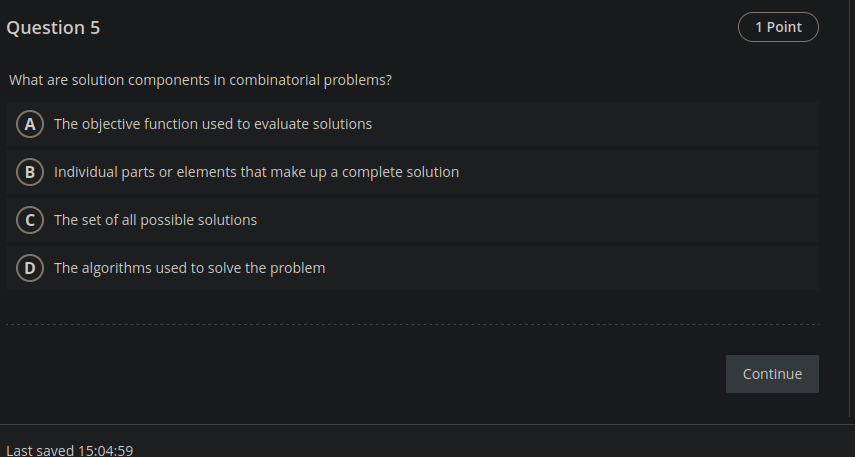 Question 5
1 Point
What are solution components in combinatorial problems?
A The objective function used to evaluate solutions
B Individual parts or elements that make up a complete solution
C The set of all possible solutions
D The algorithms used to solve the problem
Continue
Last saved 15:04:59